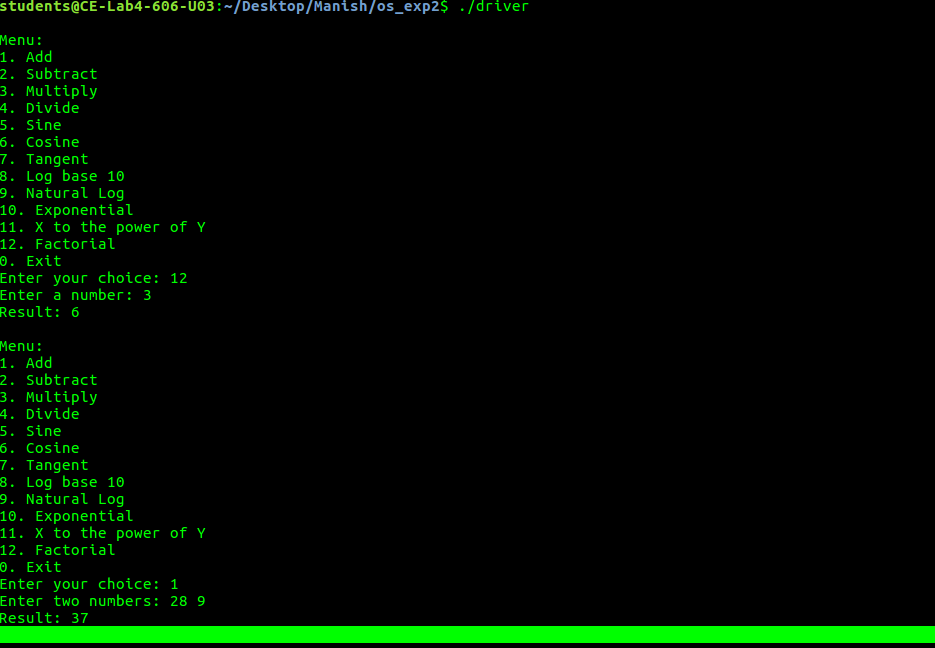 students@CE-Lab4-606-U03:~/Desktop/Manish/os_exp2$ ./driver
Menu:
1. Add
2. Subtract
3. Multiply
4. Divide
5. Sine
6. Cosine
7. Tangent
8. Log base 10
9. Natural Log
10. Exponential
11. X to the power of Y
12. Factorial
0. Exit
Enter your choice: 12
Enter a number: 3
Result: 6
Menu:
1. Add
2. Subtract
3. Multiply
4. Divide
5. Sine
6. Cosine
7. Tangent
8. Log base 10
9. Natural Log
10. Exponential
11. X to the power of Y
12. Factorial
0. Exit
Enter your choice: 1
Enter two numbers: 28 9
Result: 37